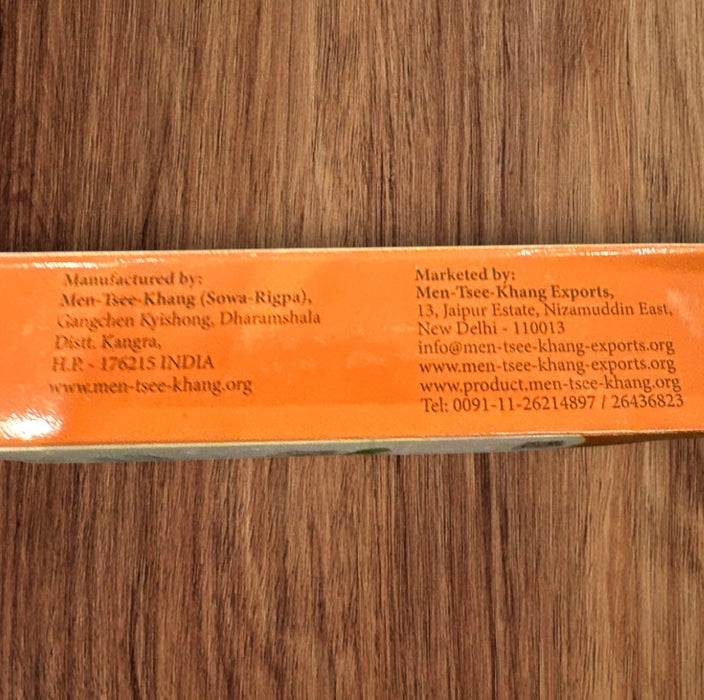 Manufactured by:
Men-Tsee-Khang (Sowa-Rigpa),
Gangchen Kyishong, Dharamshala
Distt. Kangra,
H.P. - 176215 INDIA
www.men-tsee-khang.org
Marketed by:
Men-Tsee-Khang Exports,
13, Jaipur Estate, Nizamuddin East,
New Delhi - 110013
info@men-tsee-khang-exports.org
www.men-tsee-khang-exports.org
www.product.men-tsee-khang.org
Tel: 0091-11-26214897 / 26436823